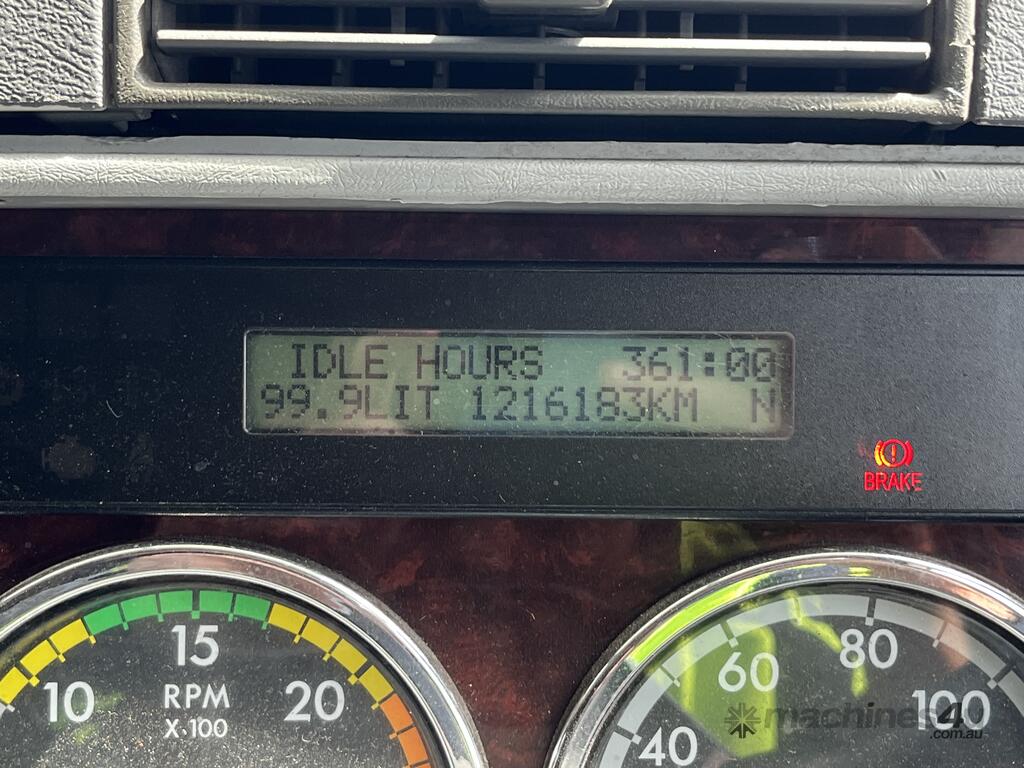 IDLE HOURS 361:00
99.9LIT 1216183KM N
BRAKE
15
10 RPM 20
X·100
80
60
100
40
machines4u
.com.au